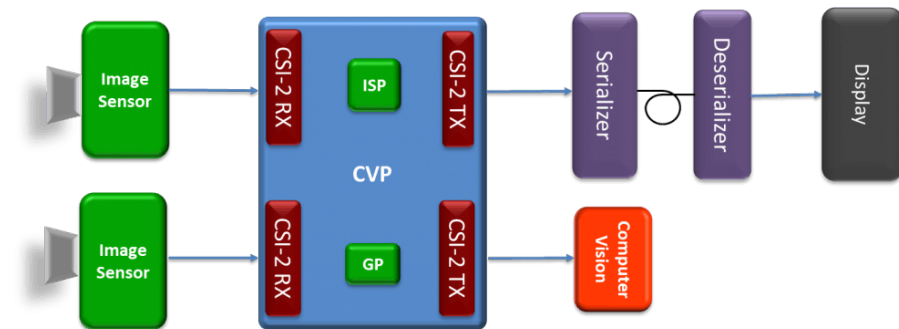 Image
Sensor
CSI-2 RX
ISP
CSI-2 TX
Serializer
Deserializer
Display
CVP
Image
Sensor
CSI-2 RX
GP
CSI-2 TX
Computer
Vision